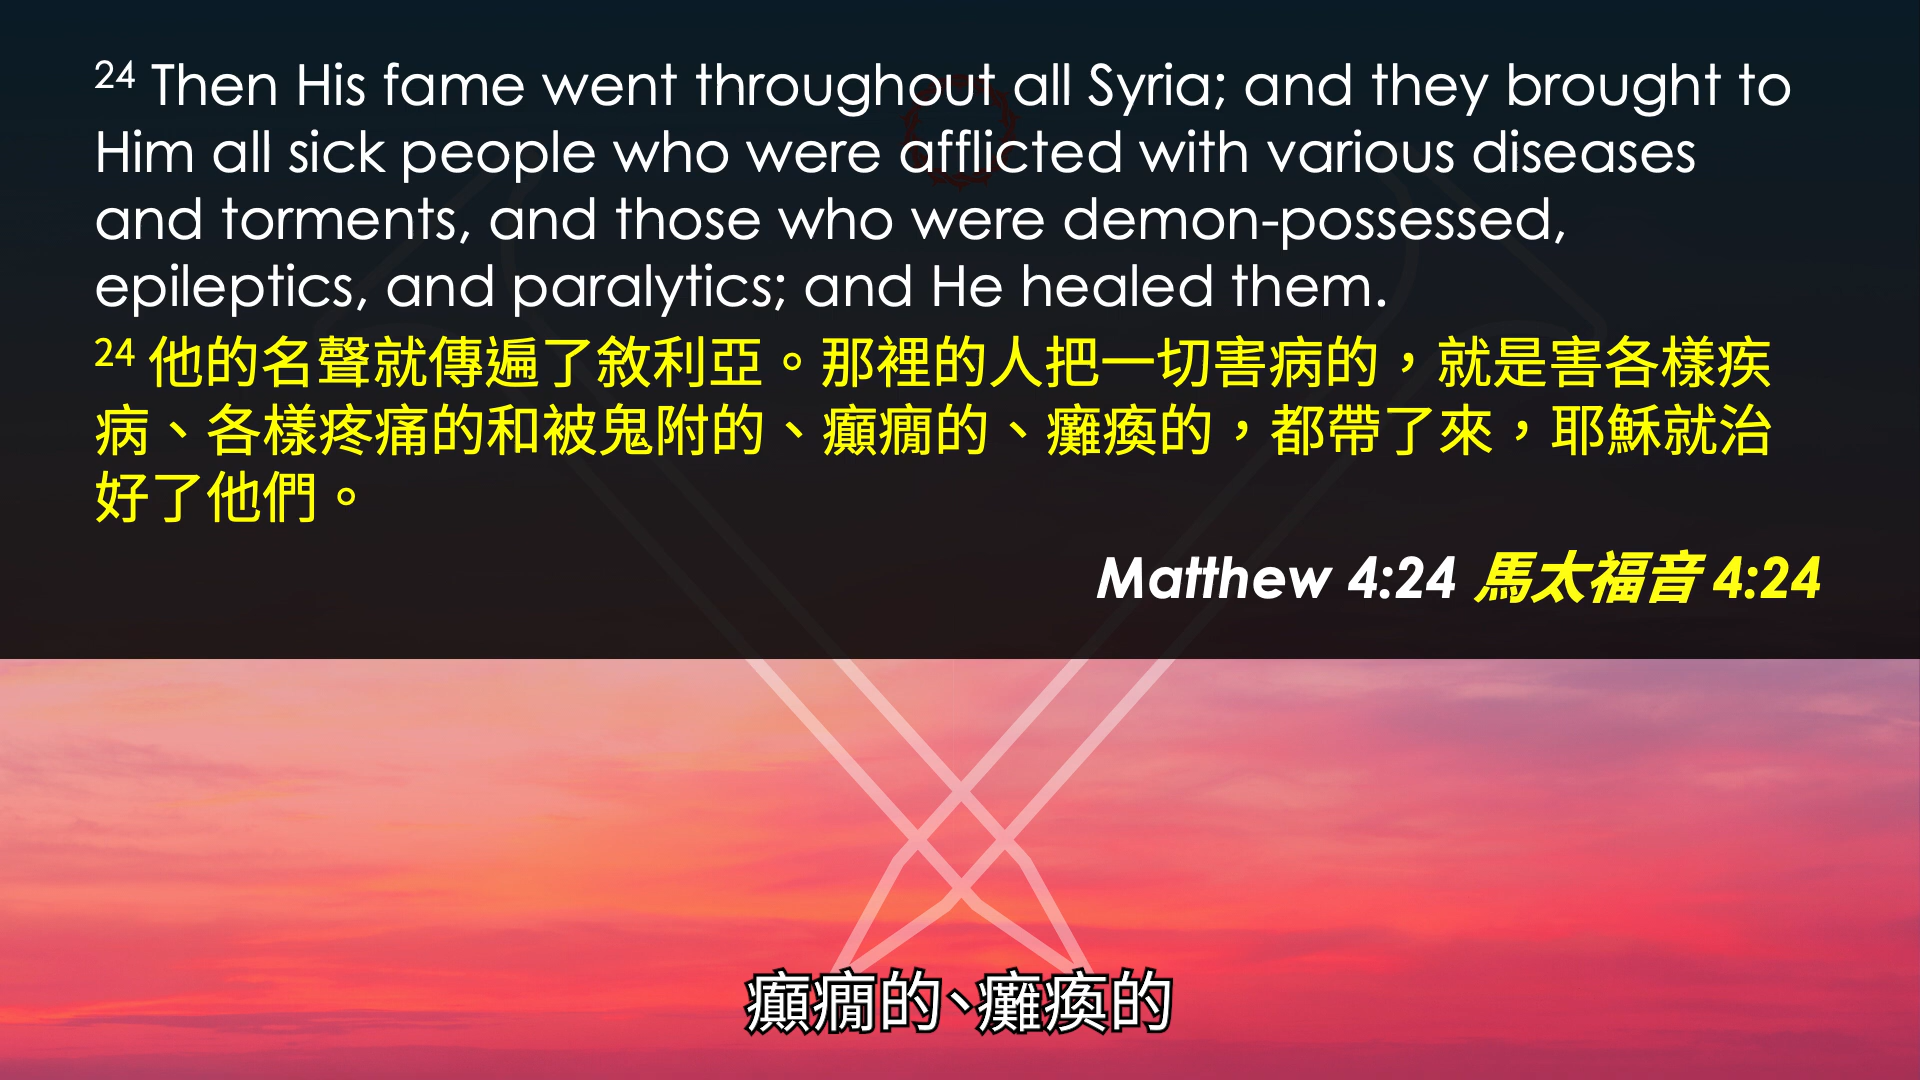 24 Then His fame went throughout all Syria; and they brought to
Him all sick people who were afflicted with various diseases
and torments, and those who were demon-possessed,
epileptics, and paralytics; and He healed them.
24 他的名聲就傳遍了敘利亞。那裡的人把一切害病的，就是害各樣疾
病、各樣疼痛的和被鬼附的、癲癇的、癱瘓的，都帶了來，耶穌就治
好了他們。
Matthew 4:24 馬太福音 4:24
癲癇的、癱瘓的